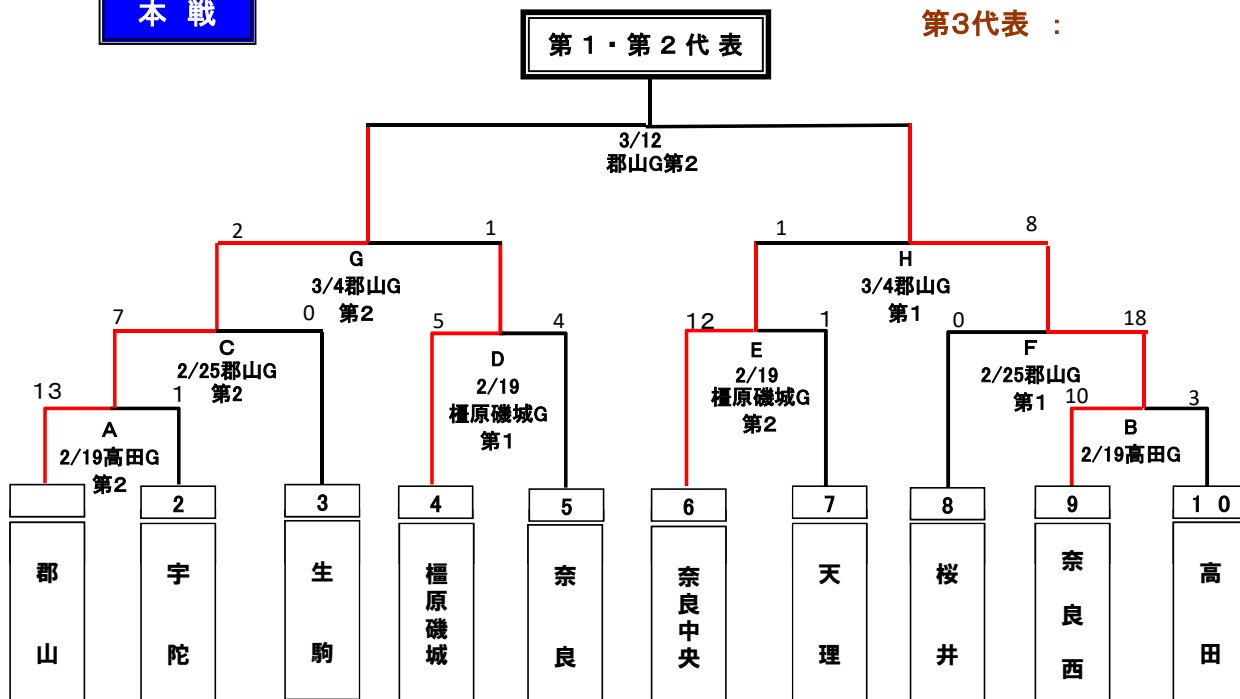 本 戦
第1・第2代 表
第3代表 ：
3/12
郡山G第2
2
1
1
8
G
3/4郡山G
第2
H
3/4郡山G
第1
7
0
5
4
12
1
0
18
C
2/25郡山G
第2
D
2/19
橿原磯城G
第1
E
2/19
橿原磯城G
第2
F
2/25郡山G
第1
13
1
10
3
A
2/19高田G
第2
B
2/19高田G
2
3
4
5
6
7
8
9
1 0
郡山
宇陀
生駒
橿原磯城
奈良
奈良中央
天理
桜井
奈良西
高田